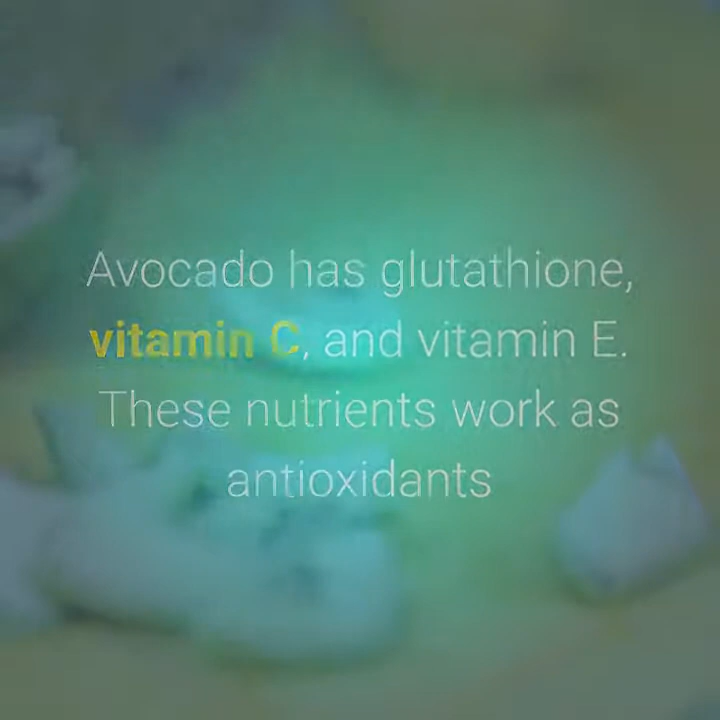 Avocado has glutathione,
vitamin C, and vitamin E.
These nutrients work as
antioxidants